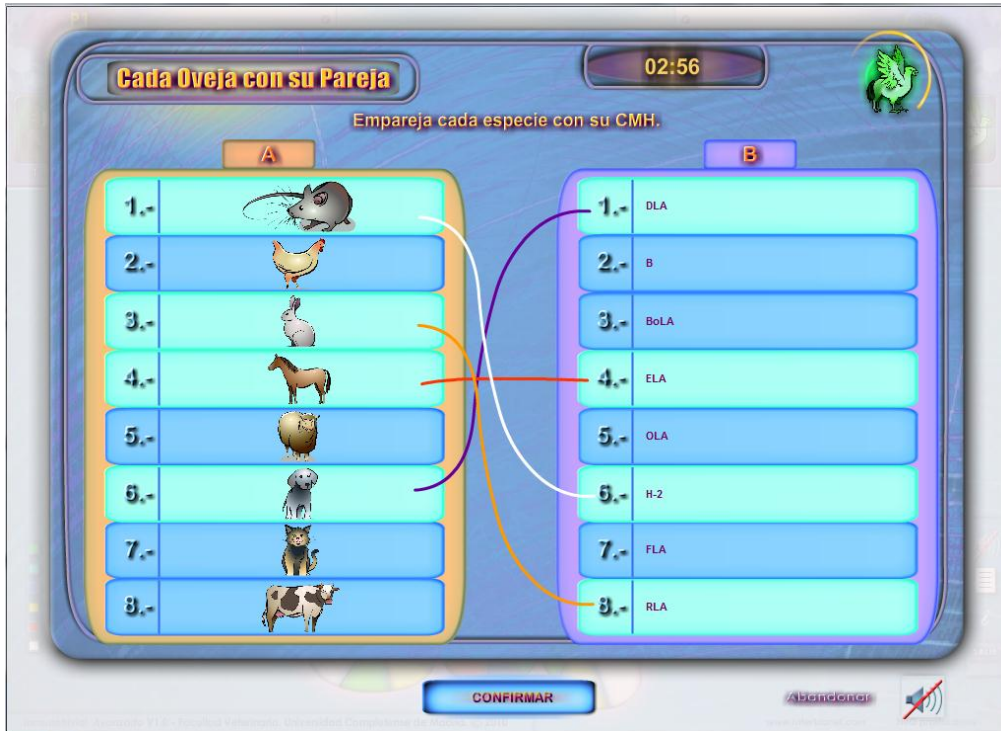 Cada Oveja con su Pareja
02:56
Empareja cada especie con su CMH.
A
B
1.-
1.- DLA
2.-
2.- B
3.-
3.- BoLA
4.-
4.- ELA
5.-
5.- OLA
6.-
6.- H-2
7.-
7.- FLA
8.-
8.- RLA
CONFIRMAR
Abandonar